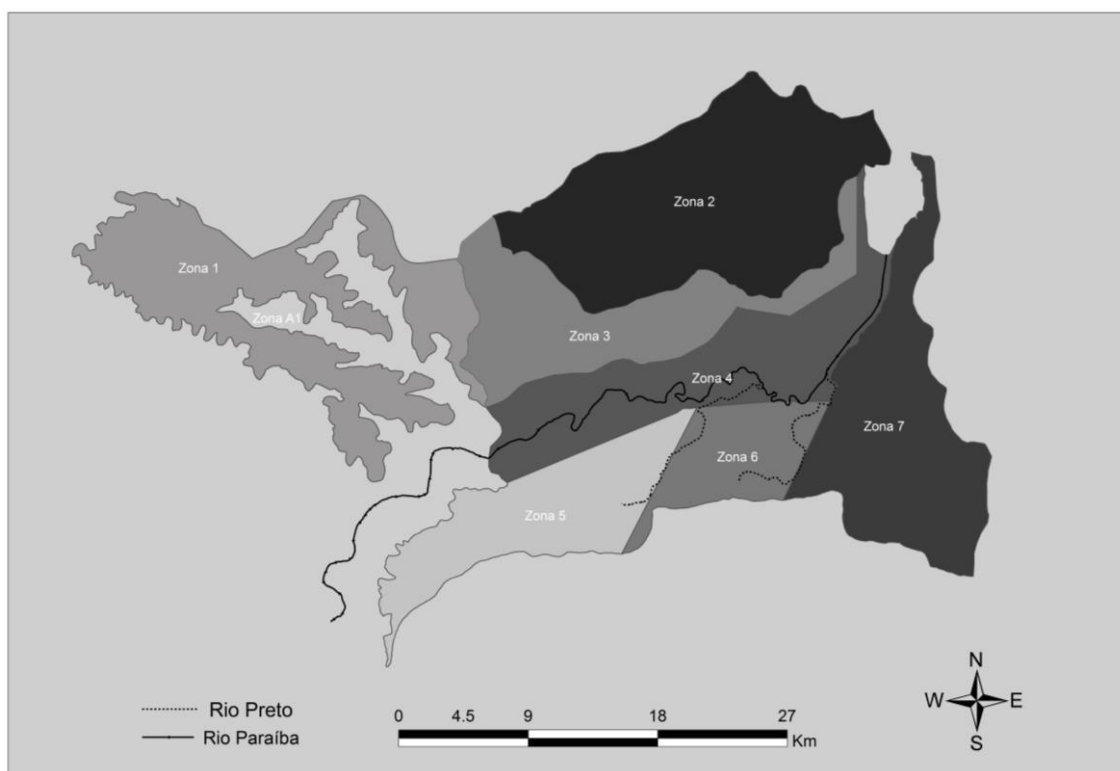 Zona 2
Zona 1
Zona A1
Zona 3
Zona 4
Zona 7
Zona 6
Zona 5
N
W E
S
Rio Preto
Rio Paraíba
0 4.5 9 18 27
Km